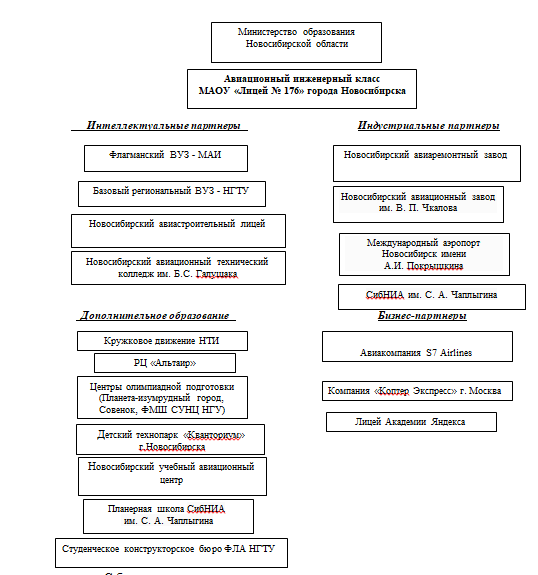 Министерство образования
Новосибирской области
Авиационный инженерный класс
МАОУ «Лицей № 176» города Новосибирска
Интеллектуальные партнеры
Флагманский ВУЗ - МАИ
Базовый региональный ВУЗ - НГТУ
Новосибирский авиастроительный лицей
Новосибирский авиационный технический
колледж им. Б.С. Галущака
Индустриальные партнеры
Новосибирский авиаремонтный завод
Новосибирский авиационный завод
им. В. П. Чкалова
Международный аэропорт
Новосибирск имени
А.И. Покрышкина
СибНИА им. С. А. Чаплыгина
Дополнительное образование
Кружковое движение НТИ
РЦ «Альтаир»
Центры олимпиадной подготовки
(Планета-изумрудный город,
Совенок, ФМШ СУНЦ НГУ)
Детский технопарк «Кванториум»
г.Новосибирска
Новосибирский учебный авиационный
центр
Планерная школа СибНИА
им. С. А. Чаплыгина
Студенческое конструкторское бюро ФЛА НГТУ
Бизнес-партнеры
Авиакомпания S7 Airlines
Компания «Коптер Экспресс» г. Москва
Лицей Академии Яндекса